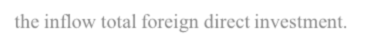 the inflow total foreign direct investment.